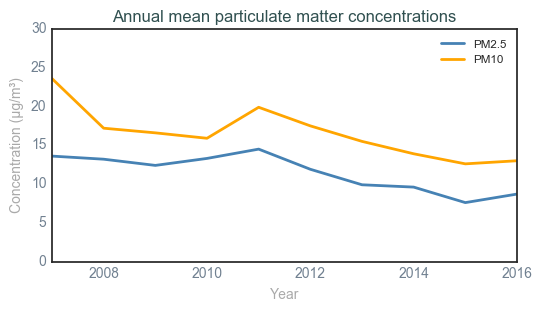 Annual mean particulate matter concentrations
30
25
20
15
10
5
0
Concentration (µg/m³)
PM2.5
PM10
2008
2010
2012
2014
2016
Year